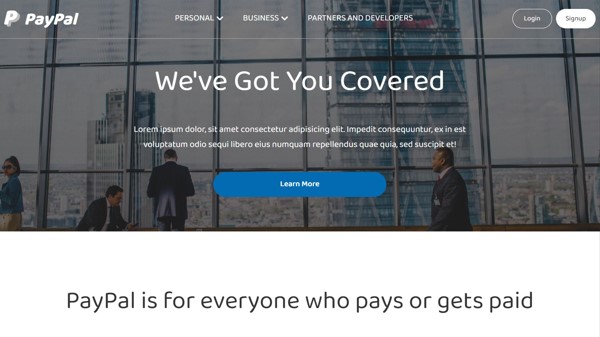 PayPal
PERSONAL
BUSINESS
PARTNERS AND DEVELOPERS
Login
Signup
We've Got You Covered
Lorem ipsum dolor, sit amet consectetur adipisicing elit. Impedit consequuntur, ex in est
voluptatum odio sequi libero eius numquam repellendus quae quia, sed suscipit et!
Learn More
PayPal is for everyone who pays or gets paid